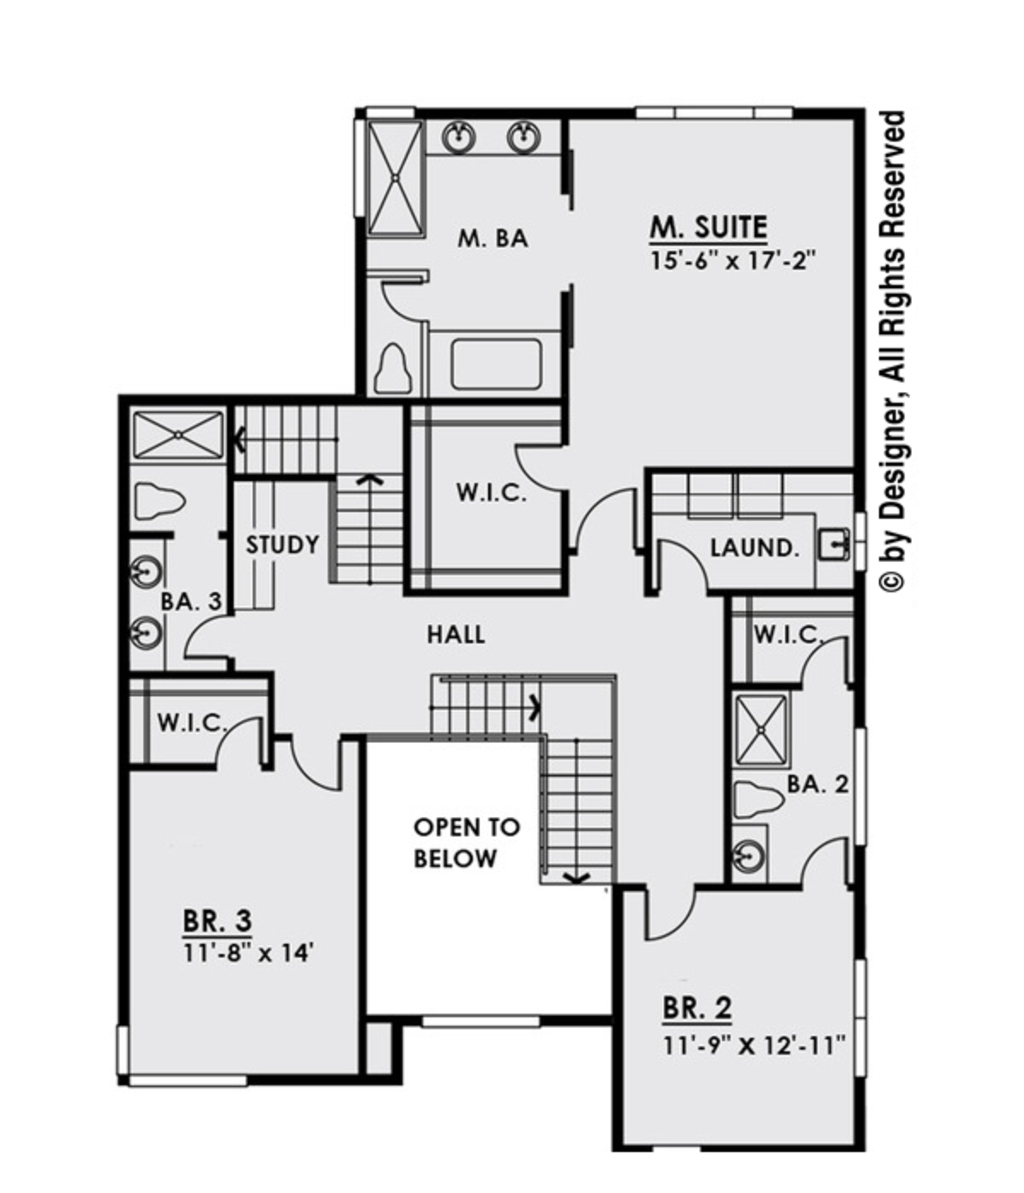 M. SUITE
15'-6" x 17'-2"
M. BA
© by Designer, All Rights Reserved
W.I.C.
STUDY
LAUND.
BA. 3
HALL
W.I.C.
W.I.C.
BA. 2
OPEN TO
BELOW
BR. 3
11'-8" x 14'
BR. 2
11'-9" X 12'-11"